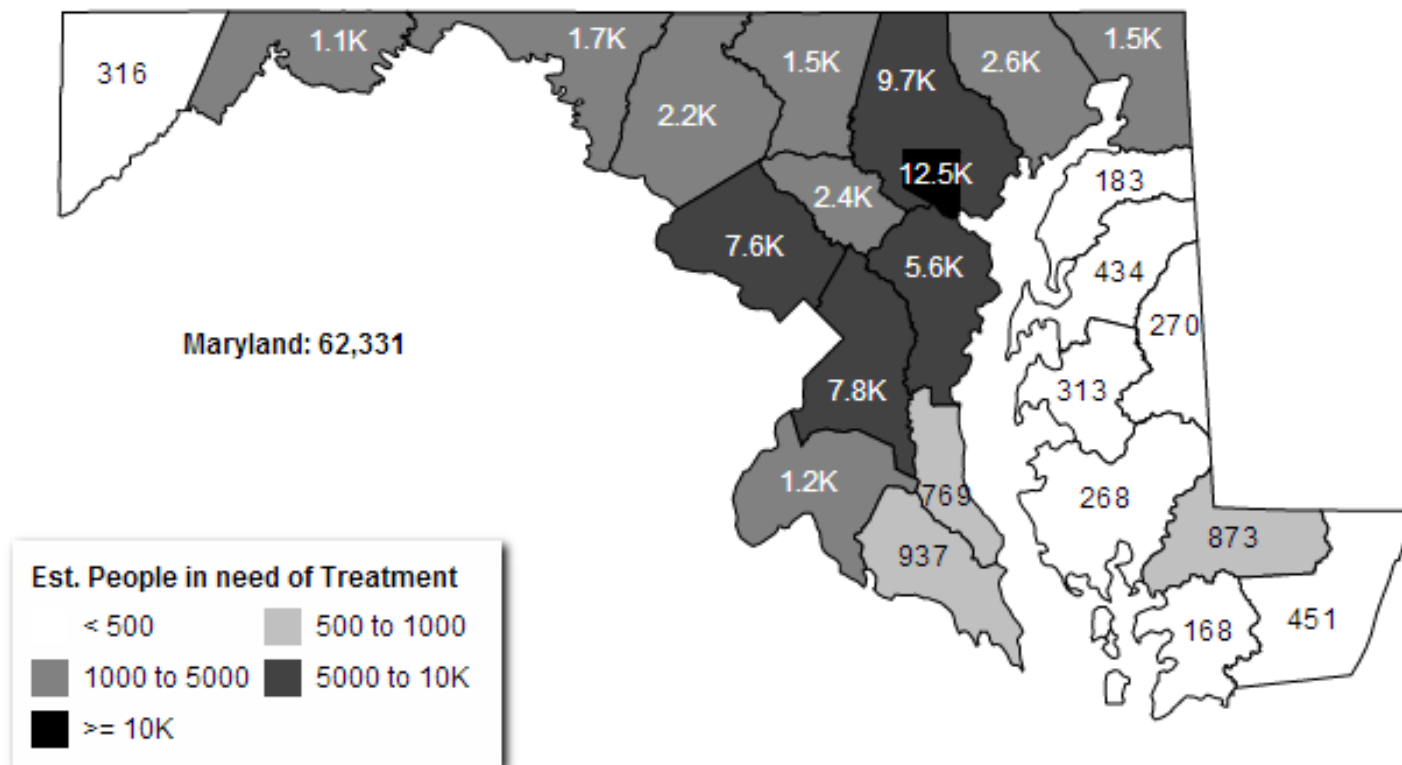 316
1.1K
1.7K
2.2K
1.5K
9.7K
2.6K
1.5K
12.5K
2.4K
183
7.6K
5.6K
434
270
Maryland: 62,331
7.8K
313
1.2K
769
268
937
873
168
451
Est. People in need of Treatment
< 500
500 to 1000
1000 to 5000
5000 to 10K
>= 10K